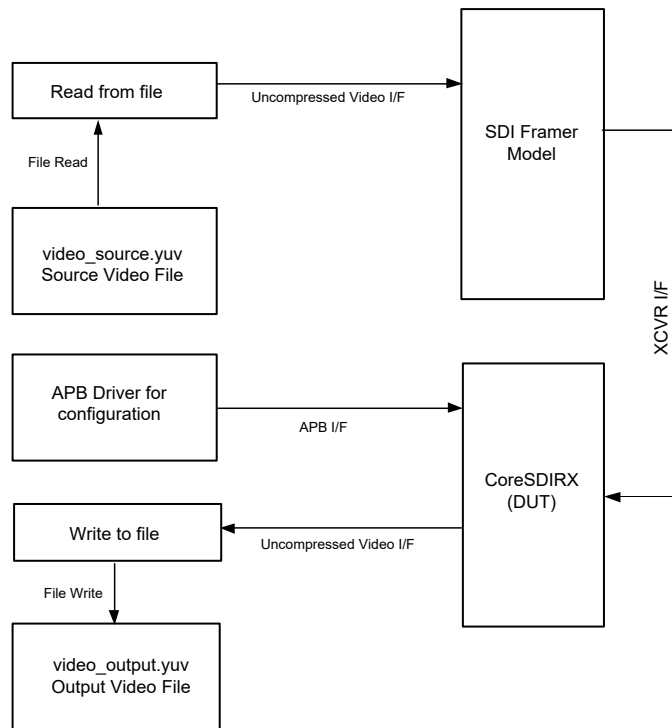 Read from file
Uncompressed Video I/F
SDI Framer
Model
File Read
video_source.yuv
Source Video File
XCVR I/F
APB Driver for
configuration
APB I/F
CoreSDIRX
(DUT)
Write to file
Uncompressed Video I/F
File Write
video_output.yuv
Output Video File